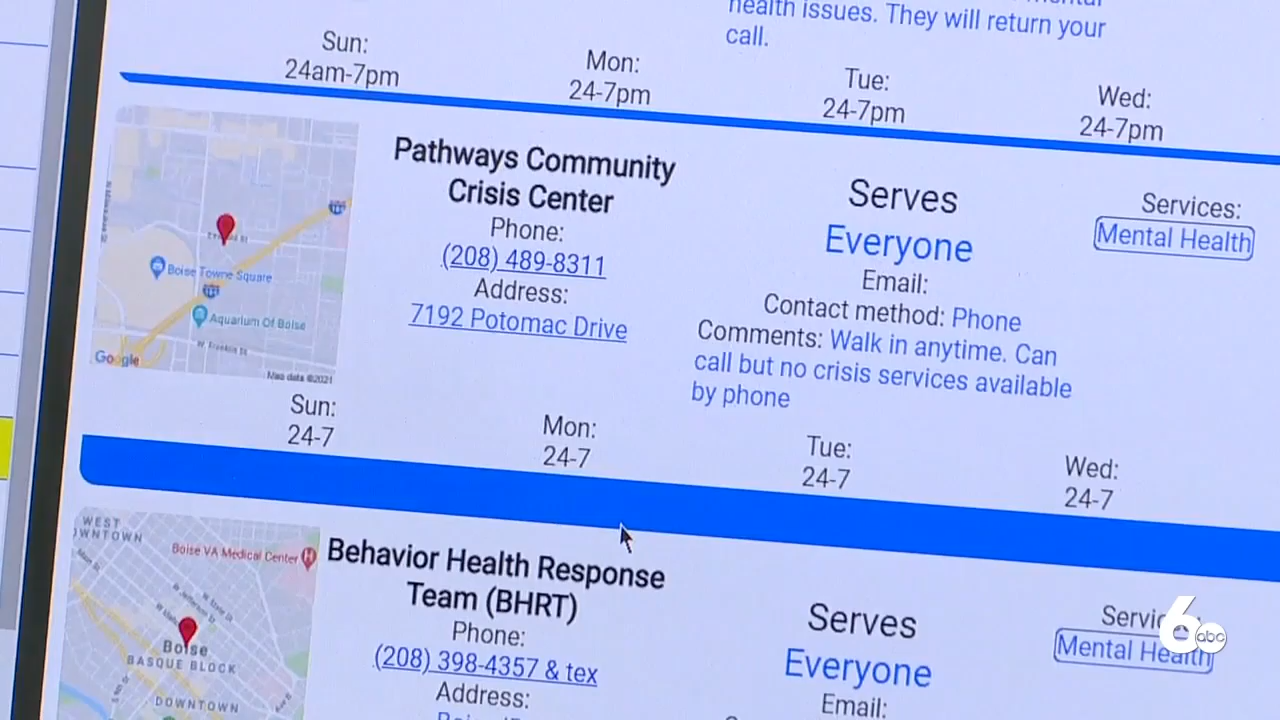 health issues. They will return your
call.
Sun:
24am-7pm
Mon:
24-7pm
Tue:
24-7pm
Wed:
24-7pm
Pathways Community
Crisis Center
Phone:
(208) 489-8311
Address:
7192 Potomac Drive
Serves
Everyone
Email:
Contact method: Phone
Comments: Walk in anytime. Can
call but no crisis services available
by phone
Services:
Mental Health
Boise Towne Square
Aquarium Of Boise
W. Franklin St
Google
Map data ©2021
Sun:
24-7
Mon:
24-7
Tue:
24-7
Wed:
24-7
WEST
Boise VA Medical Center
H
Boise
BASQUE BLOCK
DOWNTOWN
Behavior Health Response
Team (BHRT)
Phone:
(208) 398-4357 & tex
Address:
Serves
Everyone
Email:
Mental Health
6
abc